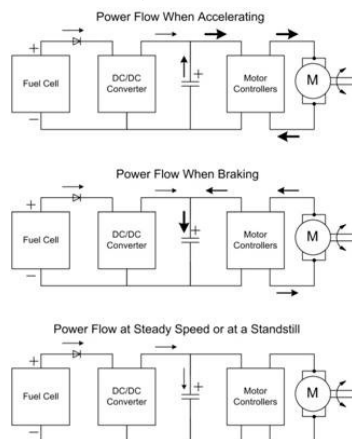 Power Flow When Accelerating
+
+
Fuel Cell
DC/DC
Converter
Motor
Controllers
M
−
Power Flow When Braking
+
+
Fuel Cell
DC/DC
Converter
Motor
Controllers
M
−
Power Flow at Steady Speed or at a Standstill
+
+
Fuel Cell
DC/DC
Converter
Motor
Controllers
M
−